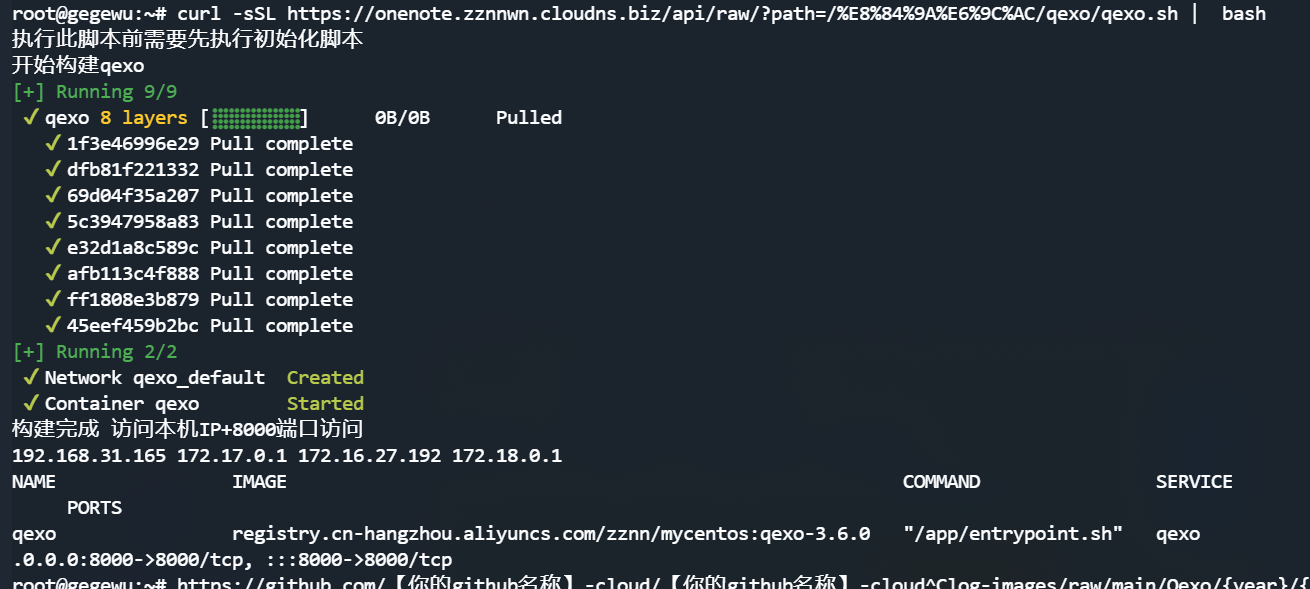 root@gegewu:~# curl -sSL https://onenote.zznnwn.cloudns.biz/api/raw/?path=/%E8%84%9A%E6%9C%AC/qexo/qexo.sh |  bash
执行此脚本前需要先执行初始化脚本
开始构建qexo
[+] Running 9/9
✔ qexo 8 layers [⣿⣿⣿⣿⣿⣿⣿⣿] 0B/0B Pulled
✔ 1f3e46996e29 Pull complete
✔ dfb81f221332 Pull complete
✔ 69d04f35a207 Pull complete
✔ 5c3947958a83 Pull complete
✔ e32d1a8c589c Pull complete
✔ afb113c4f888 Pull complete
✔ ff1808e3b879 Pull complete
✔ 45eef459b2bc Pull complete
[+] Running 2/2
✔ Network qexo_default Created
✔ Container qexo Started
构建完成 访问本机IP+8000端口访问
192.168.31.165 172.17.0.1 172.16.27.192 172.18.0.1
NAME IMAGE COMMAND SERVICE
PORTS
qexo registry.cn-hangzhou.aliyuncs.com/zznn/mycentos:qexo-3.6.0 "/app/entrypoint.sh" qexo
.0.0.0:8000->8000/tcp, :::8000->8000/tcp
root@gegewu:~# https://github.com/【你的github名称】-cloud/【你的github名称】-cloud^Clog-images/raw/main/Qexo/{year}/{